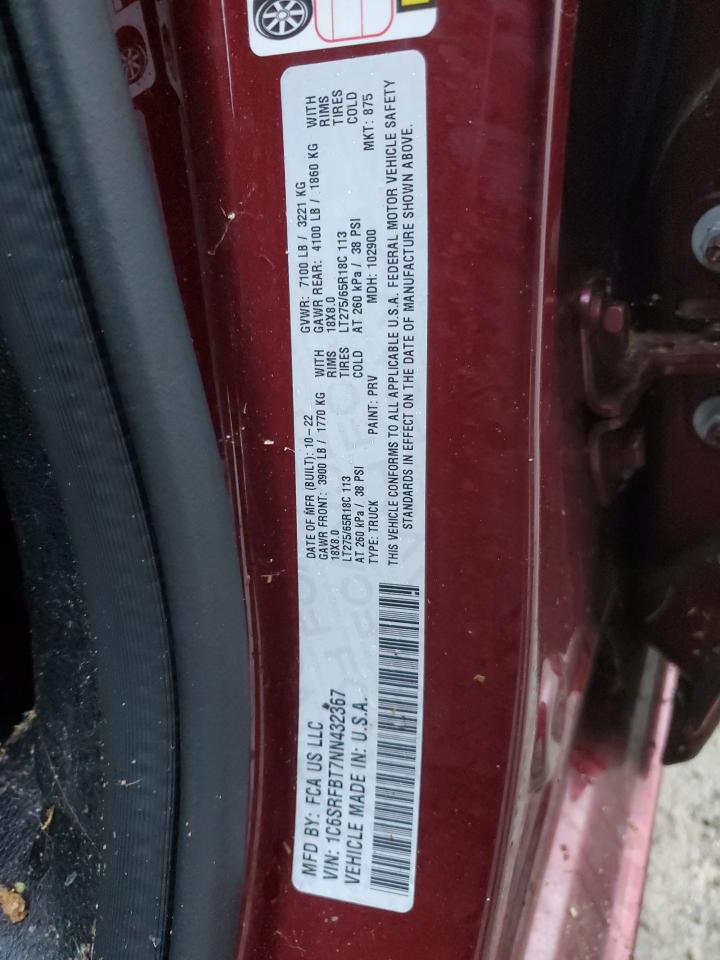 MFD BY: FCA US LLC
VIN: 1C6SRFBT7NN432367
VEHICLE MADE IN: U.S.A.
DATE OF MFR (BUILT): 10-22 GVWR: 7100 LB / 3221 KG
GAWR FRONT: 3900 LB / 1770 KG WITH GAWR REAR: 4100 LB / 1860 KG WITH
18X8.0 RIMS 18X8.0 RIMS
LT275/65R18C 113 TIRES LT275/65R18C 113 TIRES
AT 260 kPa / 38 PSI COLD AT 260 kPa / 38 PSI COLD
TYPE: TRUCK PAINT: PRV MDH: 102900 MKT: 875
THIS VEHICLE CONFORMS TO ALL APPLICABLE U.S.A. FEDERAL MOTOR VEHICLE SAFETY
STANDARDS IN EFFECT ON THE DATE OF MANUFACTURE SHOWN ABOVE.